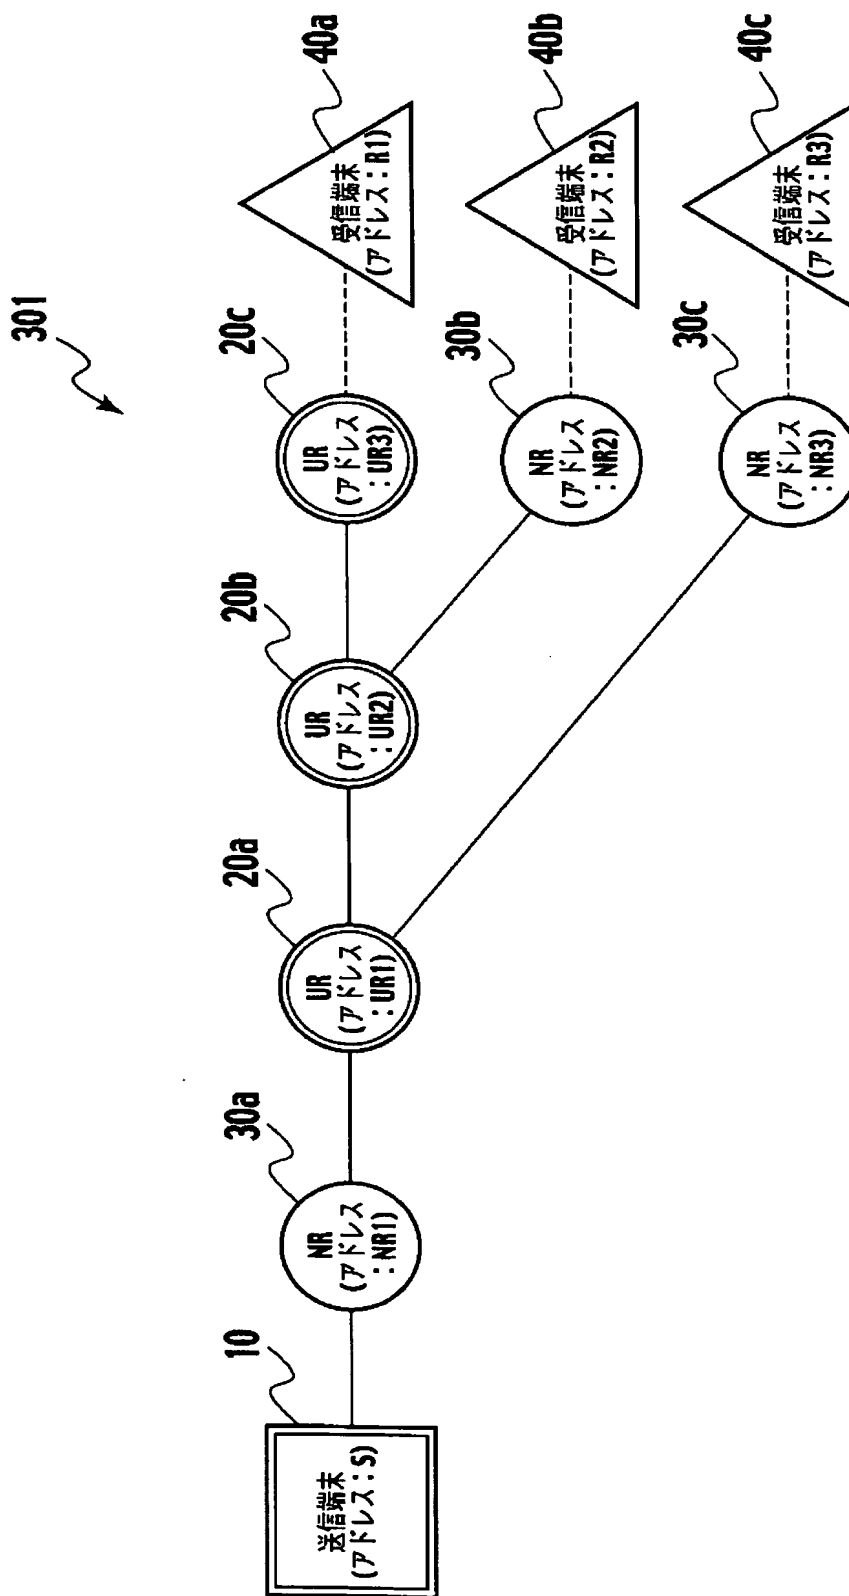 301
10
送信端末
(アドレス：S)
30a
NR
(アドレス
：NR1)
20a
UR
(アドレス
：UR1)
20b
UR
(アドレス
：UR2)
20c
UR
(アドレス
：UR3)
40a
受信端末
(アドレス：R1)
30b
NR
(アドレス
：NR2)
40b
受信端末
(アドレス：R2)
30c
NR
(アドレス
：NR3)
40c
受信端末
(アドレス：R3)